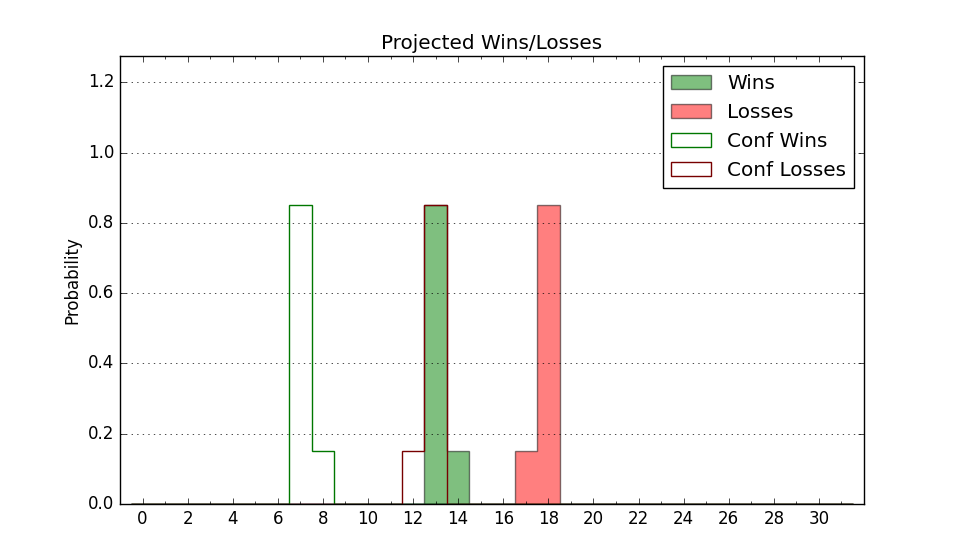 Projected Wins/Losses
1.2
1.0
0.8
0.6
0.4
0.2
0.0
Probability
Wins
Losses
Conf Wins
Conf Losses
0 2 4 6 8 10 12 14 16 18 20 22 24 26 28 30